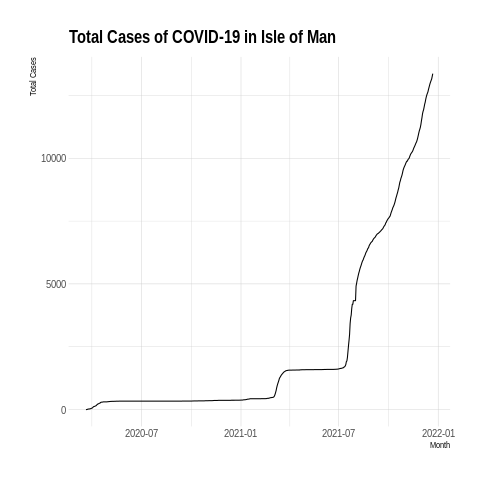 Total Cases of COVID-19 in Isle of Man
Total Cases
10000
5000
0
2020-07 2021-01 2021-07 2022-01
Month